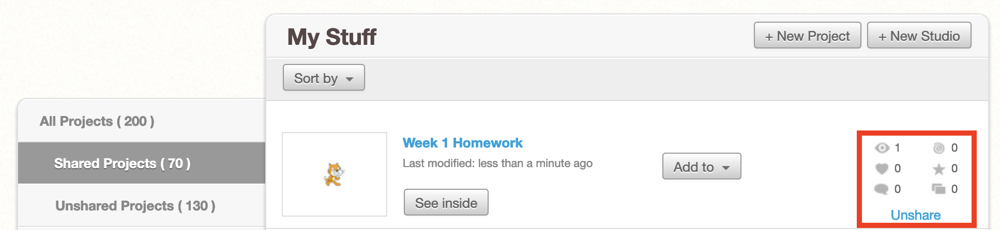 My Stuff
+ New Project
+ New Studio
Sort by
All Projects ( 200 )
Shared Projects ( 70 )
Unshared Projects ( 130 )
Week 1 Homework
Last modified: less than a minute ago
See inside
Add to
1 0
0 0
0 0
Unshare